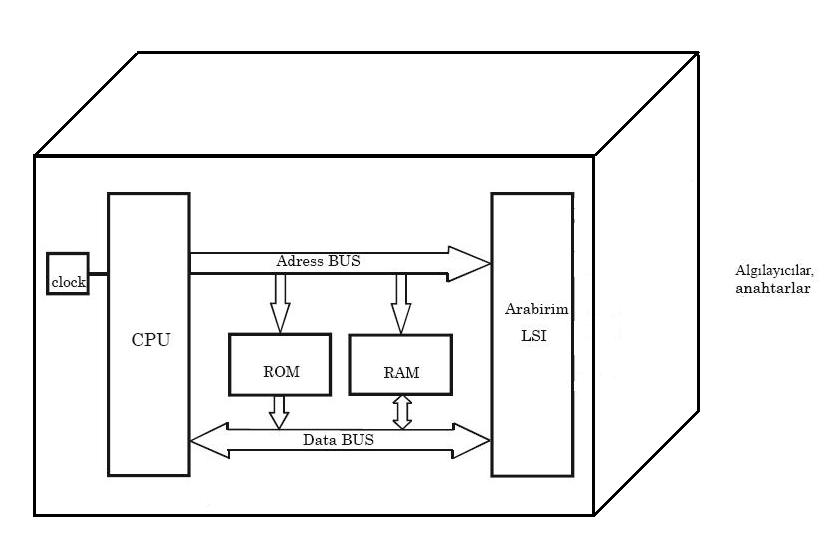 Adress BUS
clock
CPU
ROM
RAM
Data BUS
Arabirim
LSI
Algılayıcılar,
anahtarlar